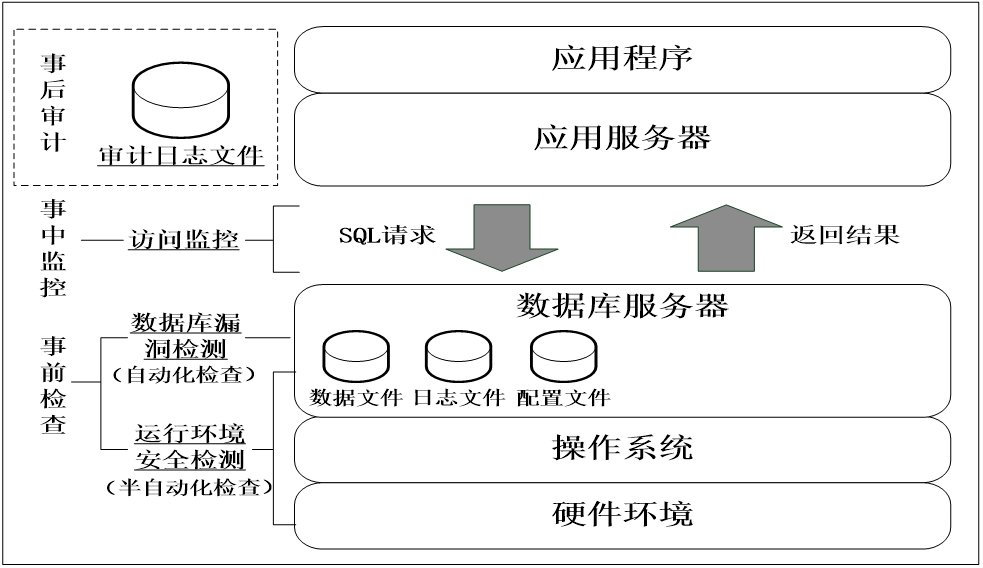 事后审计
审计日志文件
应用程序
应用服务器
事中监控
访问监控
SQL请求
返回结果
事前检查
数据库漏
洞检测
（自动化检查）
运行环境
安全检测
（半自动化检查）
数据库服务器
数据文件
日志文件
配置文件
操作系统
硬件环境